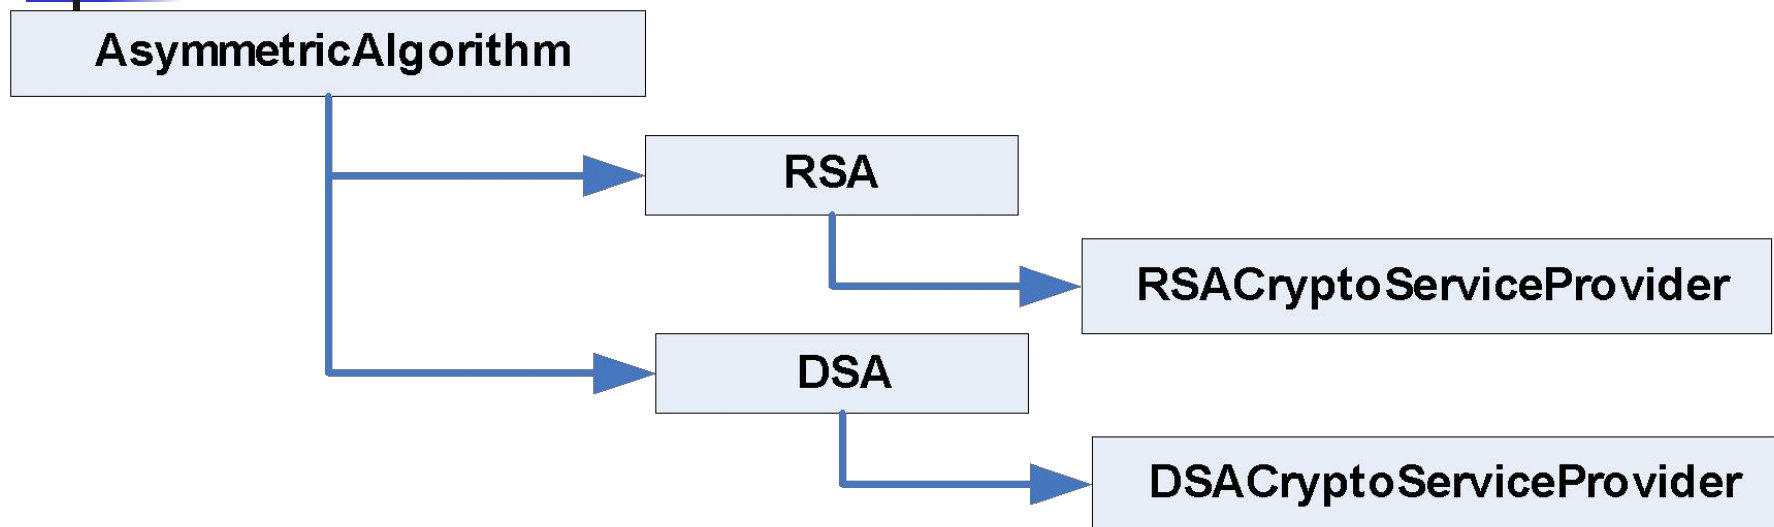 AsymmetricAlgorithm
RSA
RSACryptoServiceProvider
DSA
DSACryptoServiceProvider